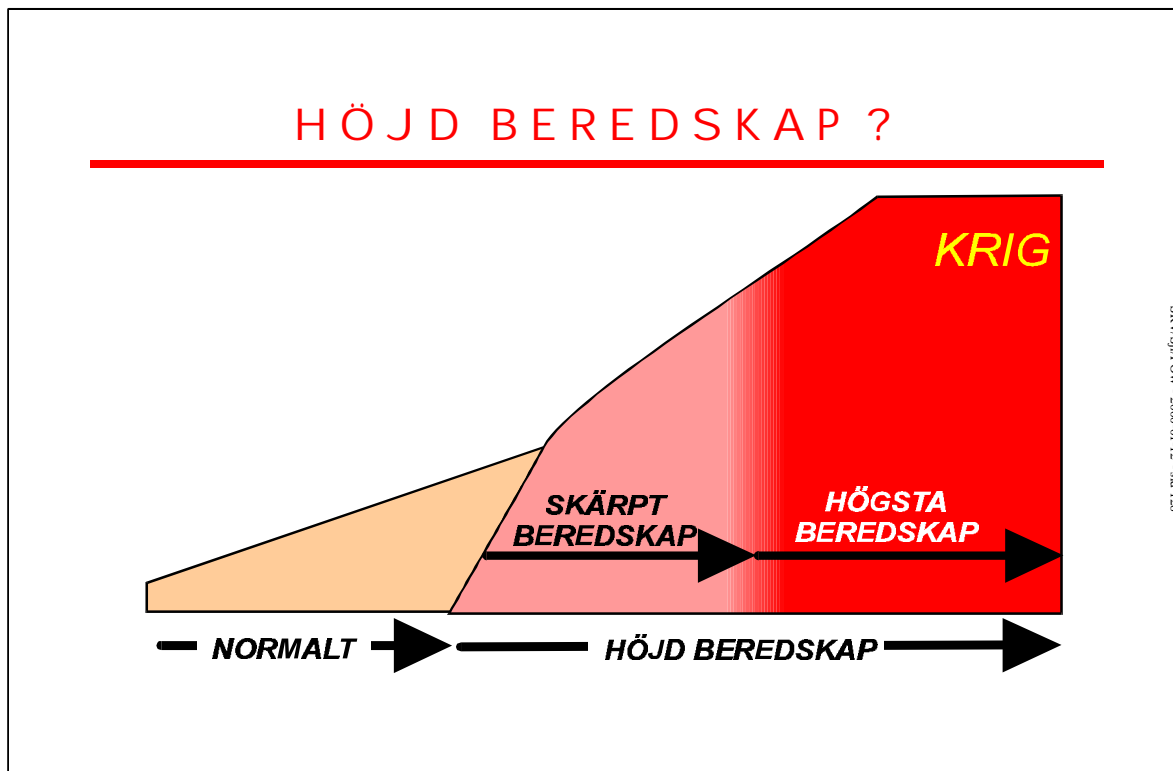 HÖJD BEREDSKAP ?
KRIG
SKÄRPT
BEREDSKAP
HÖGSTA
BEREDSKAP
NORMALT
HÖJD BEREDSKAP